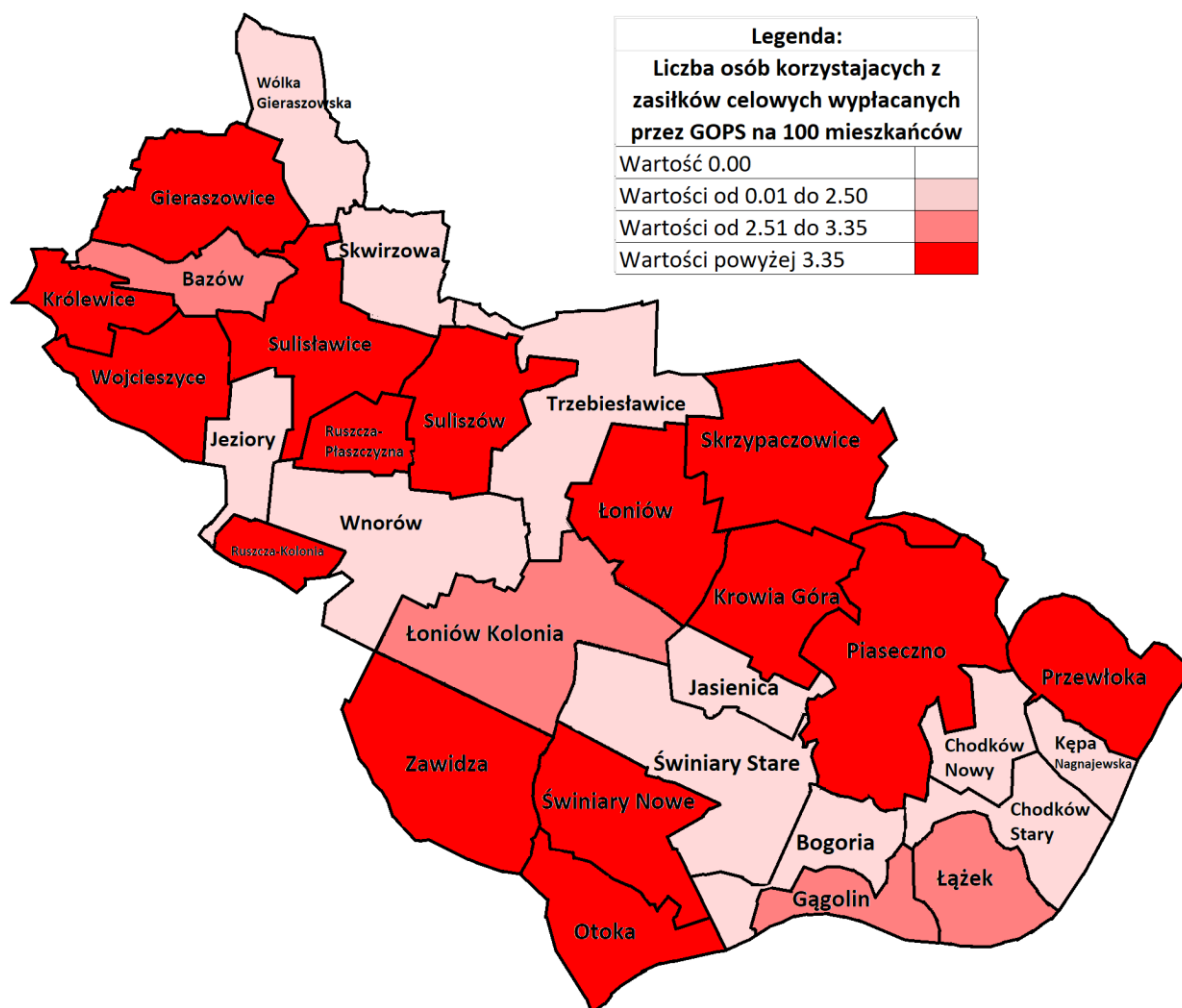 Legenda:
Liczba osób korzystajacych z
zasiłków celowych wypłacanych
przez GOPS na 100 mieszkańców
Wartość 0.00
Wartości od 0.01 do 2.50
Wartości od 2.51 do 3.35
Wartości powyżej 3.35
Wólka
Gieraszowska
Gieraszowice
Skwirzowa
Bazów
Królewice
Sulisławice
Wojcieszyce
Trzebiesławice
Suliszów
Jeziory
Ruszcza-
Płaszczyzna
Skrzypaczowice
Łoniów
Wnorów
Ruszcza-Kolonia
Krowia Góra
Łoniów Kolonia
Piaseczno
Przewłoka
Jasienica
Kępa
Nagnajewska
Chodków
Nowy
Zawidza
Świniary Stare
Świniary Nowe
Chodków
Stary
Bogoria
Łążek
Gągolin
Otoka